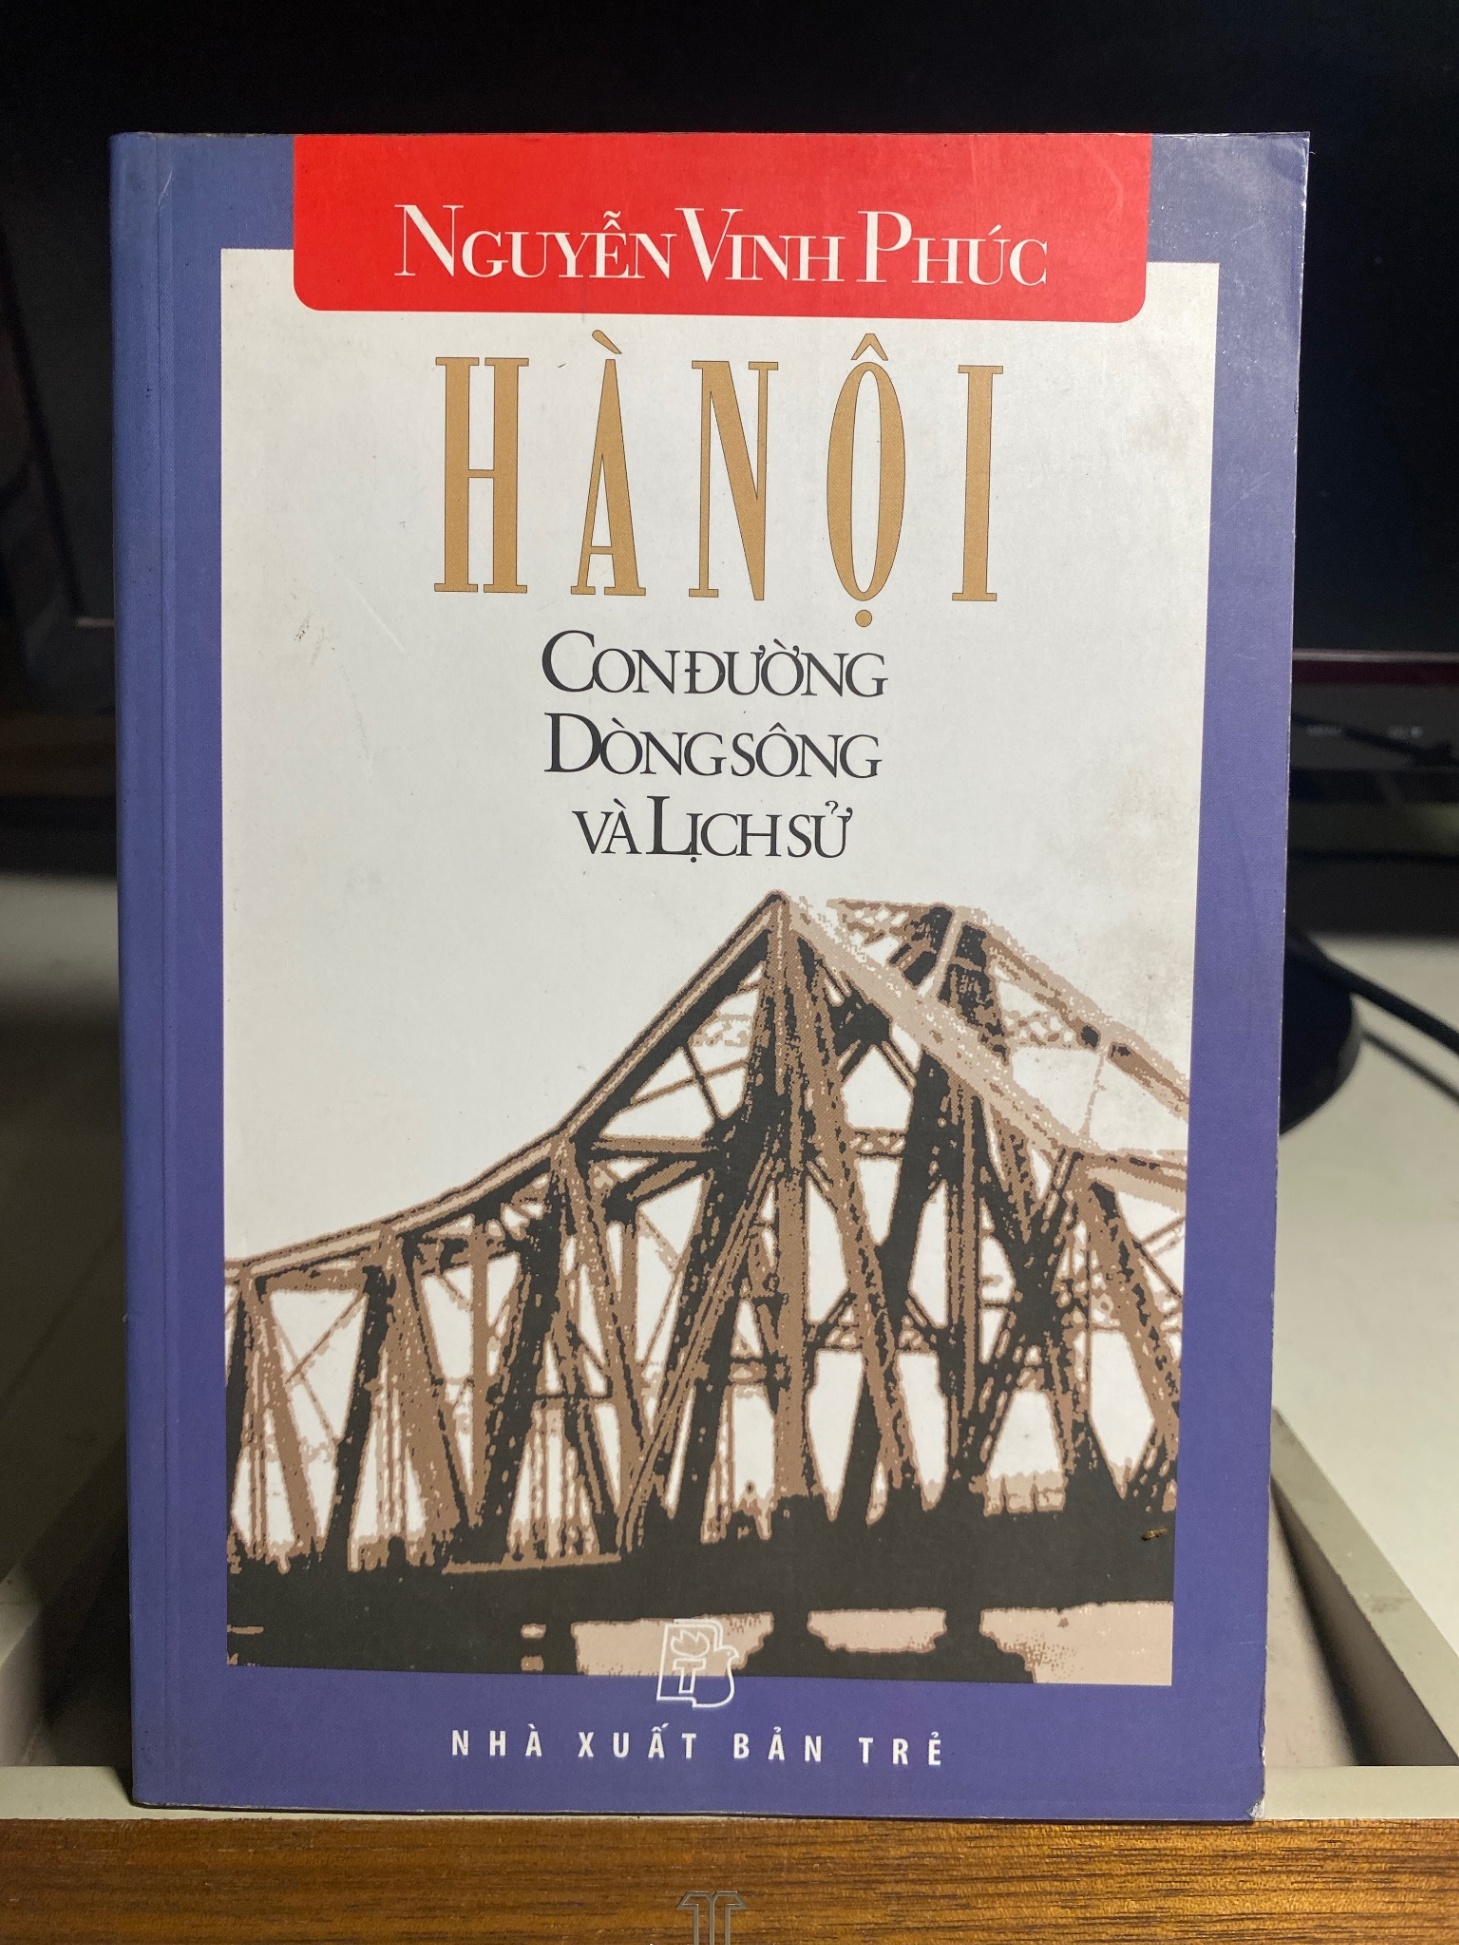 NGUYỄN VINH PHÚC
HÀ NỘI
CON ĐƯỜNG
DÒNG SÔNG
VÀ LỊCH SỬ
T
NHÀ XUẤT BẢN TRẺ